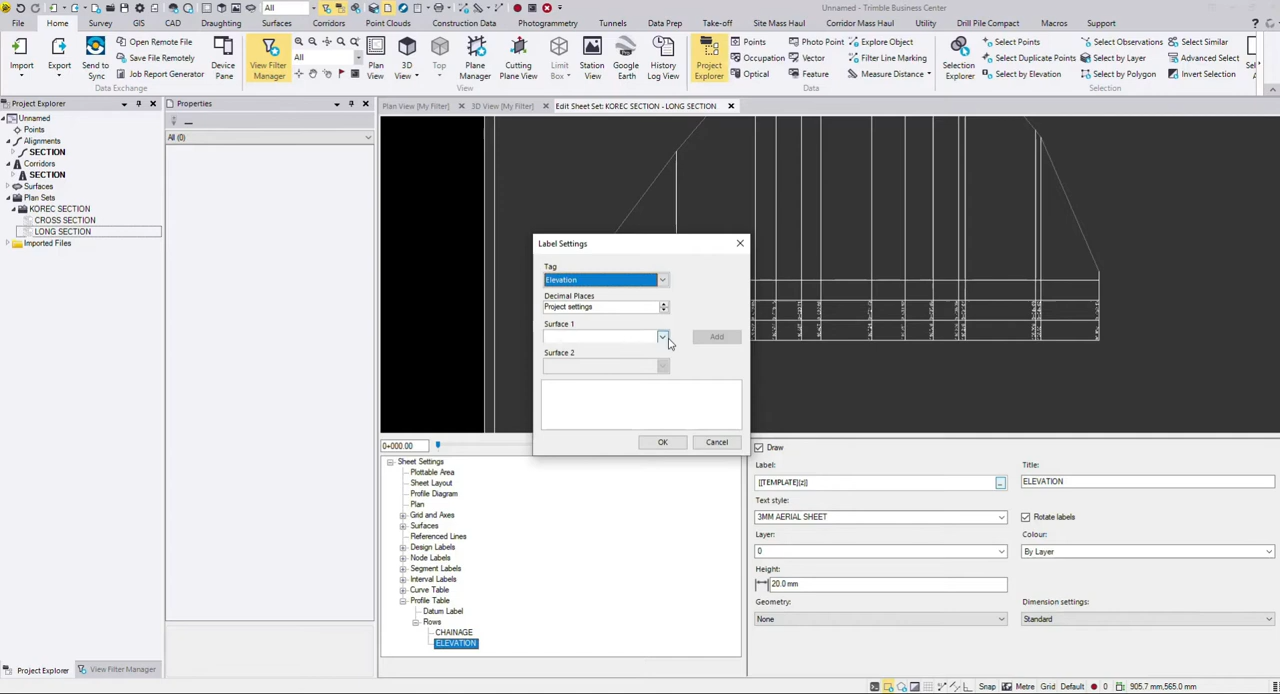 Surfaces
Unnamed - Trimble Business Center
File Home Survey GIS CAD Draughting Surfaces Corridors Point Clouds Construction Data Photogrammetry Tunnels Data Prep Take-off Site Mass Haul Corridor Mass Haul Utility Drill Pile Compact Macros Support
Import
Export
Send to Sync
Open Remote File
Save File Remotely
Job Report Generator
Device Pane
View Filter Manager
All
Plan View
3D View
Top
Plane Manager
Cutting Plane View
Limit Box
Station View
Google Earth
History Log View
Project Explorer
Points
Occupation
Optical
Photo Point
Vector
Feature
Explore Object
Filter Line Marking
Measure Distance
Selection Explorer
Select Points
Select Duplicate Points
Select by Elevation
Select Observations
Select by Layer
Select by Polygon
Select Similar
Advanced Select
Invert Selection
Data Exchange View Data Selection
Project Explorer
Properties
Plan View [My Filter] 3D View [My Filter] Edit Sheet Set: KOREC SECTION - LONG SECTION
Unnamed
Points
Alignments
SECTION
Corridors
SECTION
Surfaces
Plan Sets
KOREC SECTION
CROSS SECTION
LONG SECTION
Imported Files
All (0)
Label Settings
Tag
Elevation
Decimal Places
Project settings
Surface 1
Add
Surface 2
OK Cancel
0+000.00
Sheet Settings
Plottable Area
Sheet Layout
Profile Diagram
Plan
Grid and Axes
Surfaces
Referenced Lines
Design Labels
Node Labels
Segment Labels
Interval Labels
Curve Table
Profile Table
Datum Label
Rows
CHAINAGE
ELEVATION
Draw
Label:
[[TEMPLATE](z)]
...
Title:
ELEVATION
Text style:
3MM AERIAL SHEET
Rotate labels
Layer:
0
Colour:
By Layer
Height:
20.0 mm
Geometry:
None
Dimension settings:
Standard
Project Explorer View Filter Manager
Snap Metre Grid Default 0 905.7 mm,565.0 mm